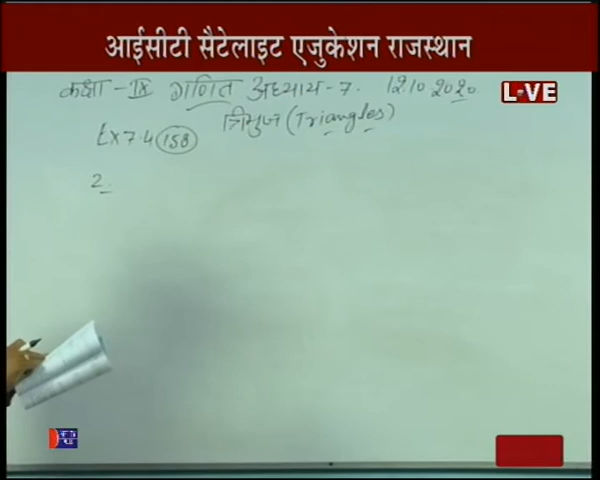 आईसीटी सैटेलाइट एजुकेशन राजस्थान
कक्षा - IX गणित अध्याय - 7. 12.10.2020
LIVE
त्रिभुज (Triangles)
Ex 7.4 (158)
2.